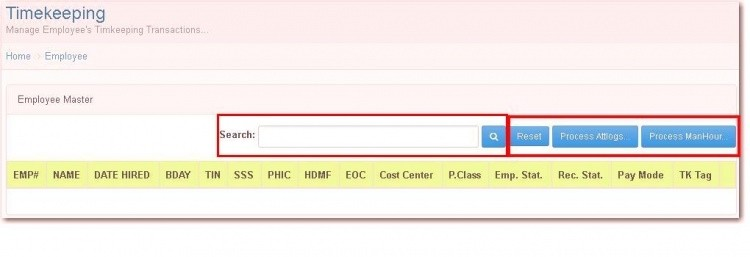 Timekeeping
Manage Employee's Timkeeping Transactions...
Home Employee
Employee Master
Search: Reset Process Attlogs... Process ManHour...
EMP# NAME DATE HIRED BDAY TIN SSS PHIC HDMF EOC Cost Center P.Class Emp. Stat. Rec. Stat. Pay Mode TK Tag